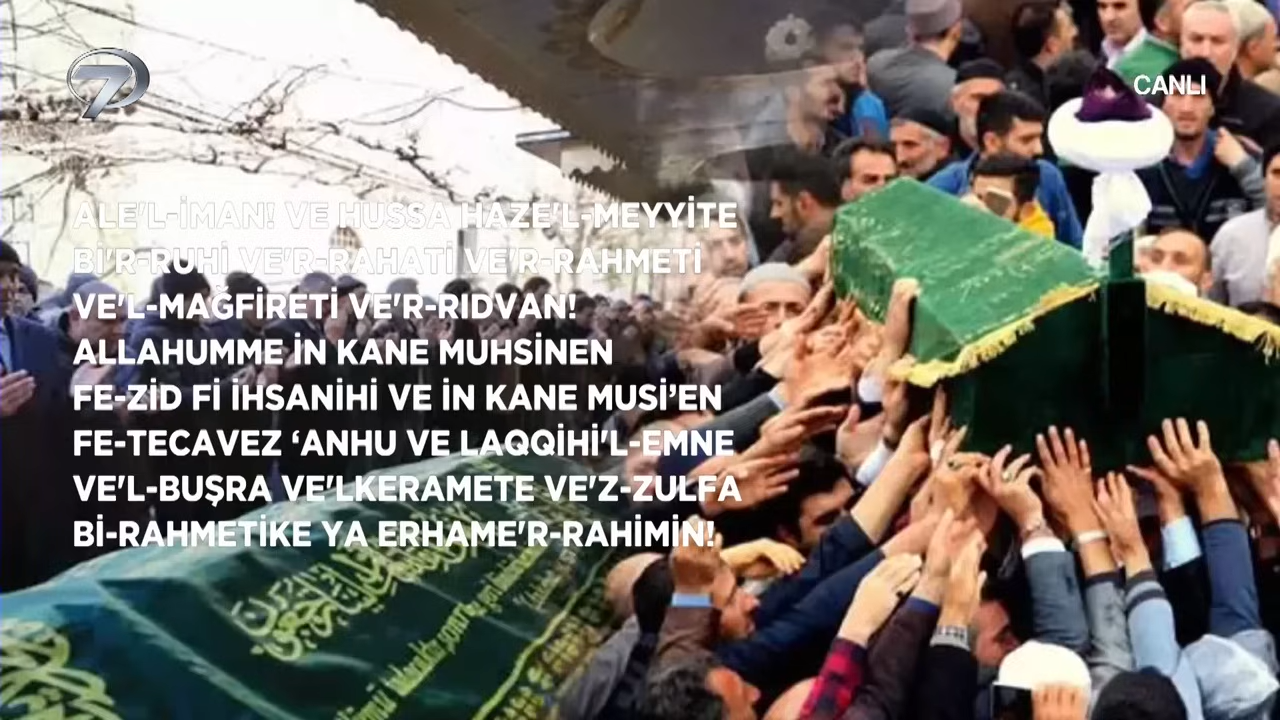 7
CANLI
ALE'L-İMAN! VE HUSSA HAZE'L-MEYYİTE
Bİ'R-RUHİ VE'R-RAHATİ VE'R-RAHMETİ
VE'L-MAĞFİRETİ VE'R-RIDVAN!
ALLAHUMME İN KANE MUHSİNEN
FE-ZİD Fİ İHSANİHİ VE İN KANE MUSİ’EN
FE-TECAVEZ ‘ANHU VE LAQQİHİ'L-EMNE
VE'L-BUŞRA VE'LKERAMETE VE'Z-ZULFA
Bİ-RAHMETİKE YA ERHAME'R-RAHİMİN!